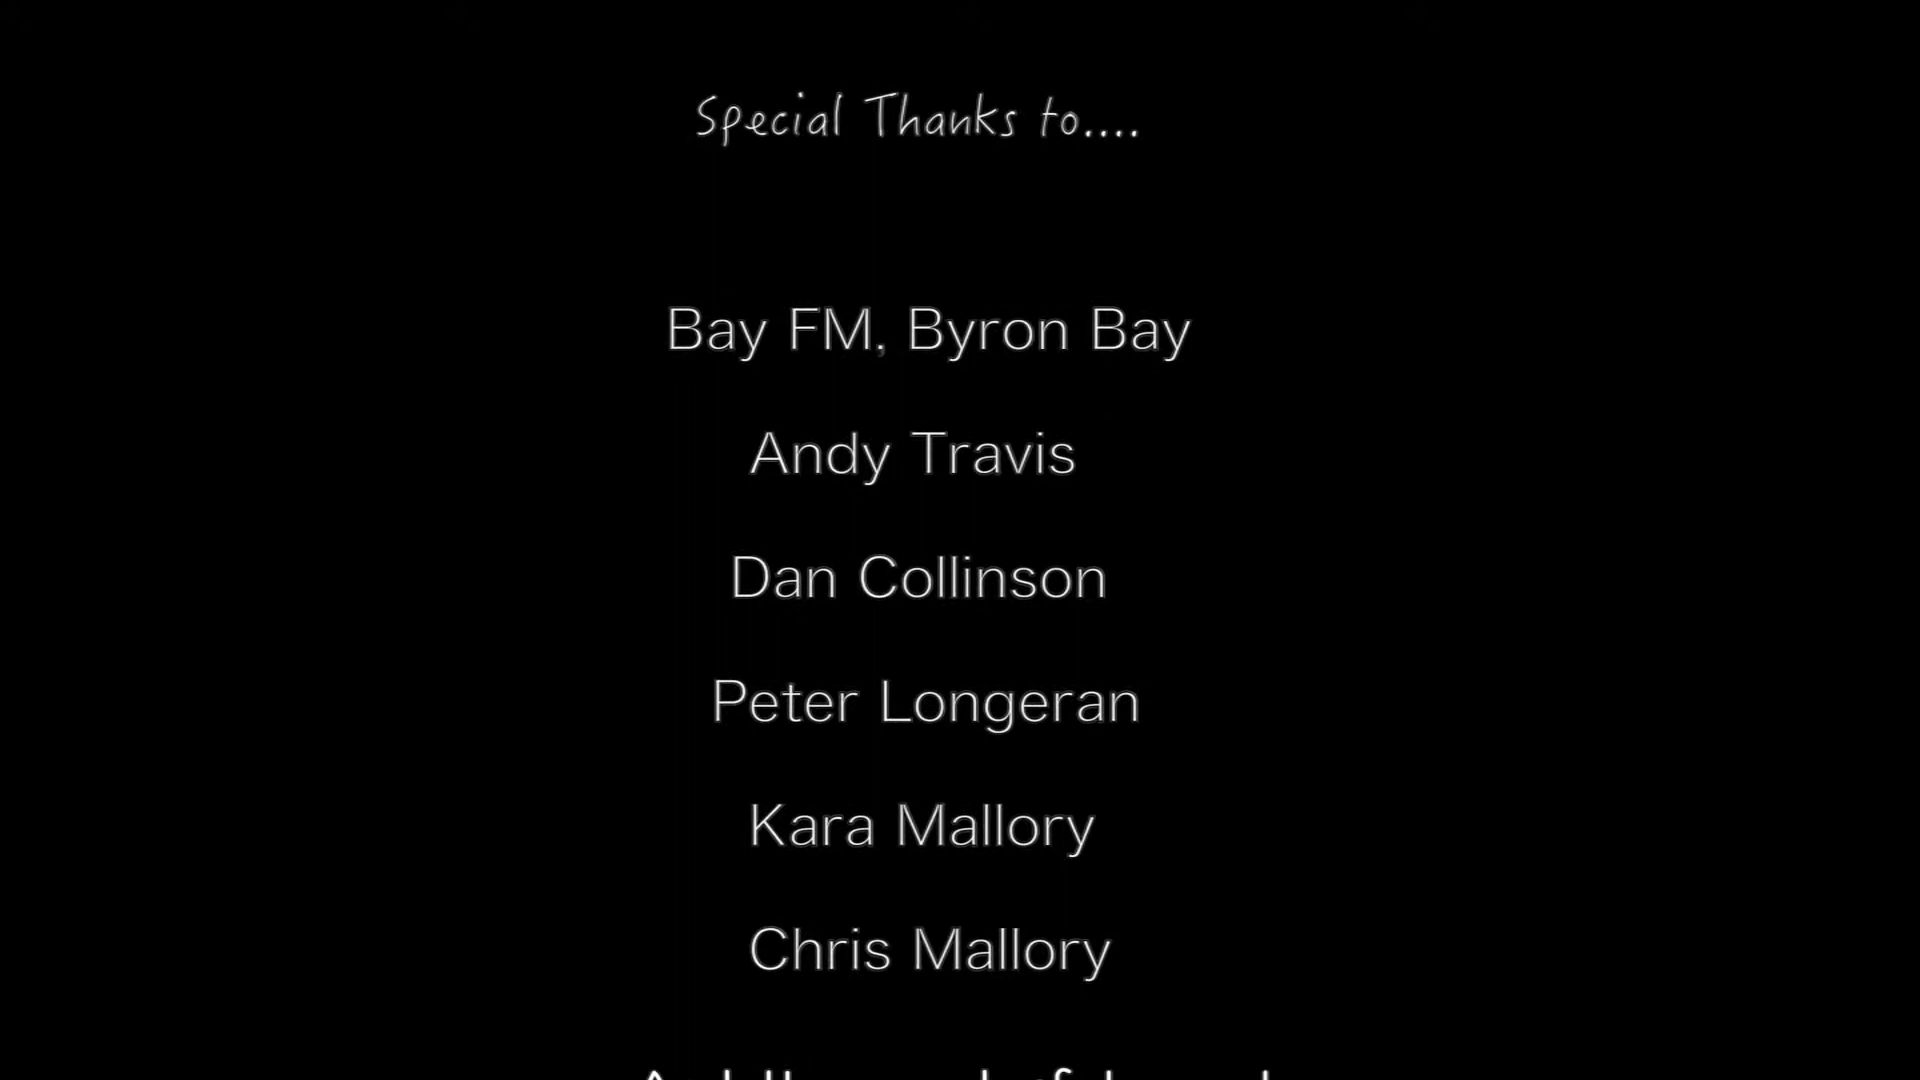 Special Thanks to....
Bay FM, Byron Bay
Andy Travis
Dan Collinson
Peter Longeran
Kara Mallory
Chris Mallory